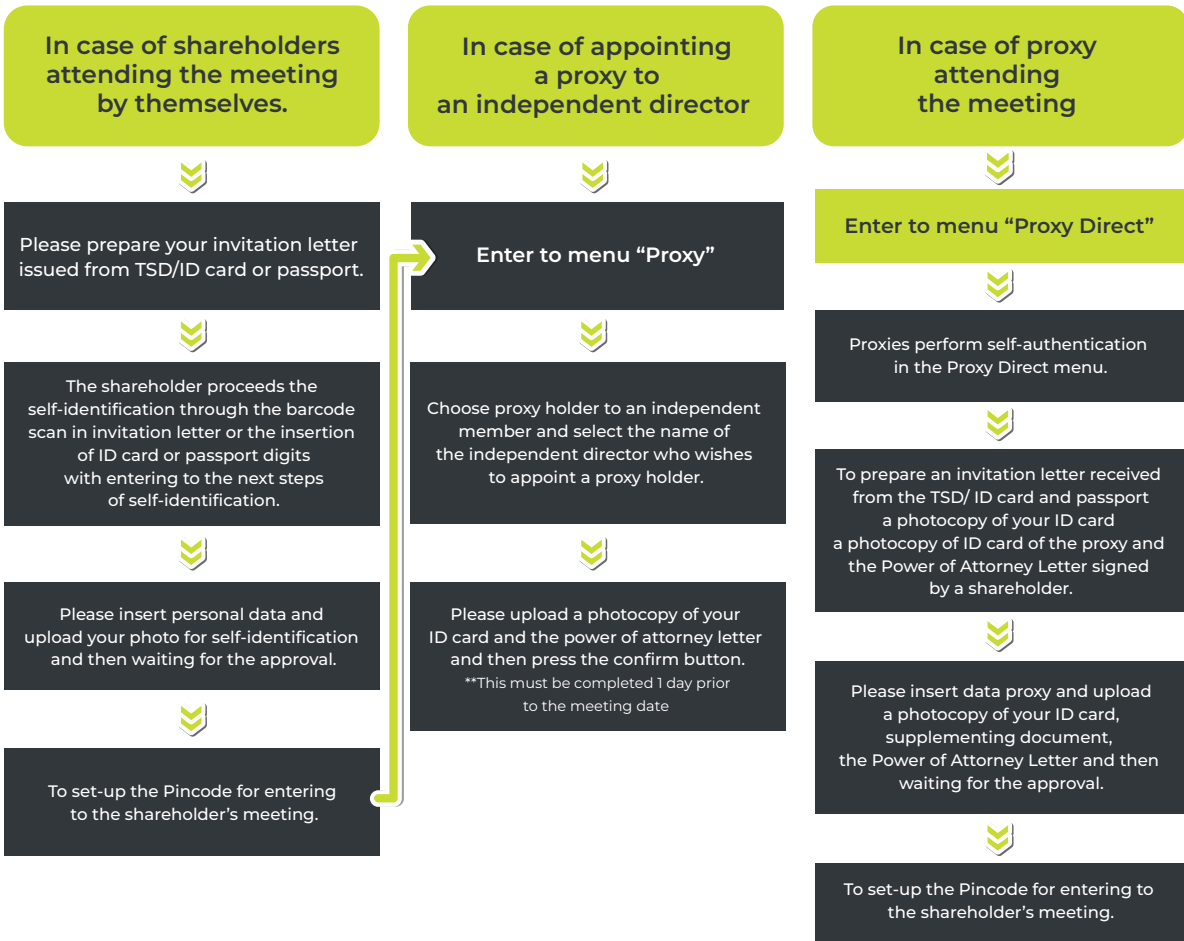 In case of shareholders
attending the meeting
by themselves.
Please prepare your invitation letter
issued from TSD/ID card or passport.
The shareholder proceeds the
self-identification through the barcode
scan in invitation letter or the insertion
of ID card or passport digits
with entering to the next steps
of self-identification.
Please insert personal data and
upload your photo for self-identification
and then waiting for the approval.
To set-up the Pincode for entering
to the shareholder’s meeting.
In case of appointing
a proxy to
an independent director
Enter to menu “Proxy”
Choose proxy holder to an independent
member and select the name of
the independent director who wishes
to appoint a proxy holder.
Please upload a photocopy of your
ID card and the power of attorney letter
and then press the confirm button.
**This must be completed 1 day prior
to the meeting date
In case of proxy
attending
the meeting
Enter to menu “Proxy Direct”
Proxies perform self-authentication
in the Proxy Direct menu.
To prepare an invitation letter received
from the TSD/ ID card and passport
a photocopy of your ID card
a photocopy of ID card of the proxy and
the Power of Attorney Letter signed
by a shareholder.
Please insert data proxy and upload
a photocopy of your ID card,
supplementing document,
the Power of Attorney Letter and then
waiting for the approval.
To set-up the Pincode for entering to
the shareholder’s meeting.